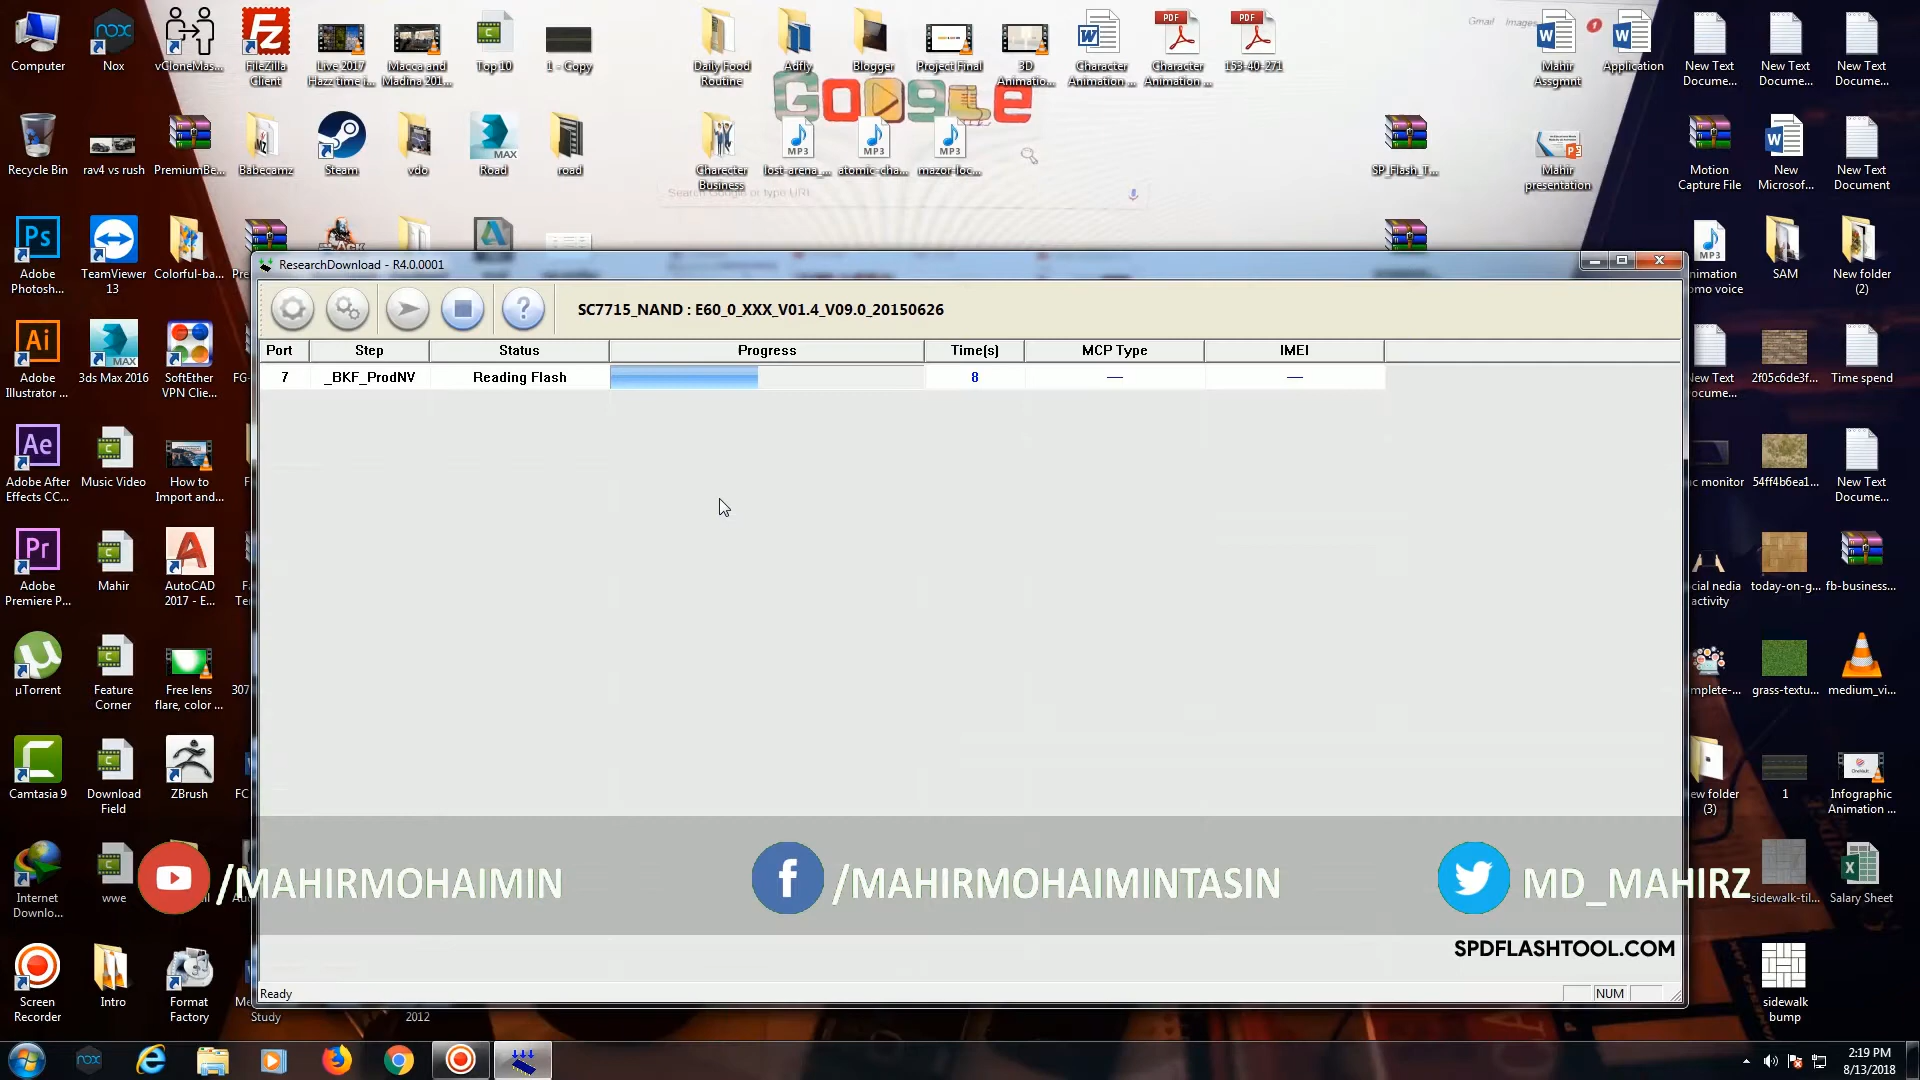 Computer
Nox
vCloneMas...
FileZilla Client
Live 2017 Hazz time i...
Macca and Madina 201...
Top 10
1 - Copy
Daily Food Routine
Adfly
Blogger
Project Final
3D Animatio...
Character Animation ...
Character Animation ...
153-40-271
Gmail
Images
Mahir Assgmnt
Application
New Text Docume...
New Text Docume...
New Text Docume...
Recycle Bin
rav4 vs rush
PremiumBe...
Babecamz
Steam
vdo
Road
road
Charecter Business
lost-arena_...
atomic-cha...
mazor-loc...
Search Google or type URL
SP_Flash_T...
Mahir presentation
Motion Capture File
New Microsof...
New Text Document
Adobe Photosh...
TeamViewer 13
Colorful-ba...
SAM
New folder (2)
ResearchDownload - R4.0.0001
SC7715_NAND : E60_0_XXX_V01.4_V09.0_20150626
Port Step Status Progress Time(s) MCP Type IMEI
7 _BKF_ProdNV Reading Flash 8 — —
Adobe Illustrator ...
3ds Max 2016
SoftEther VPN Clie...
2f05c6de3f...
Time spend
Adobe After Effects CC...
Music Video
How to Import and...
54ff4b6ea1...
New Text Docume...
Adobe Premiere P...
Mahir
AutoCAD 2017 - E...
today-on-g...
fb-business...
µTorrent
Feature Corner
Free lens flare, color ...
grass-textu...
medium_vi...
Camtasia 9
Download Field
ZBrush
1
Infographic Animation ...
Internet Downlo...
wwe
/MAHIRMOHAIMIN
/MAHIRMOHAIMINTASIN
MD_MAHIRZ
sidewalk-til...
Salary Sheet
SPDFLASHTOOL.COM
Screen Recorder
Intro
Format Factory
Study
2012
Ready
NUM
sidewalk bump
2:19 PM
8/13/2018